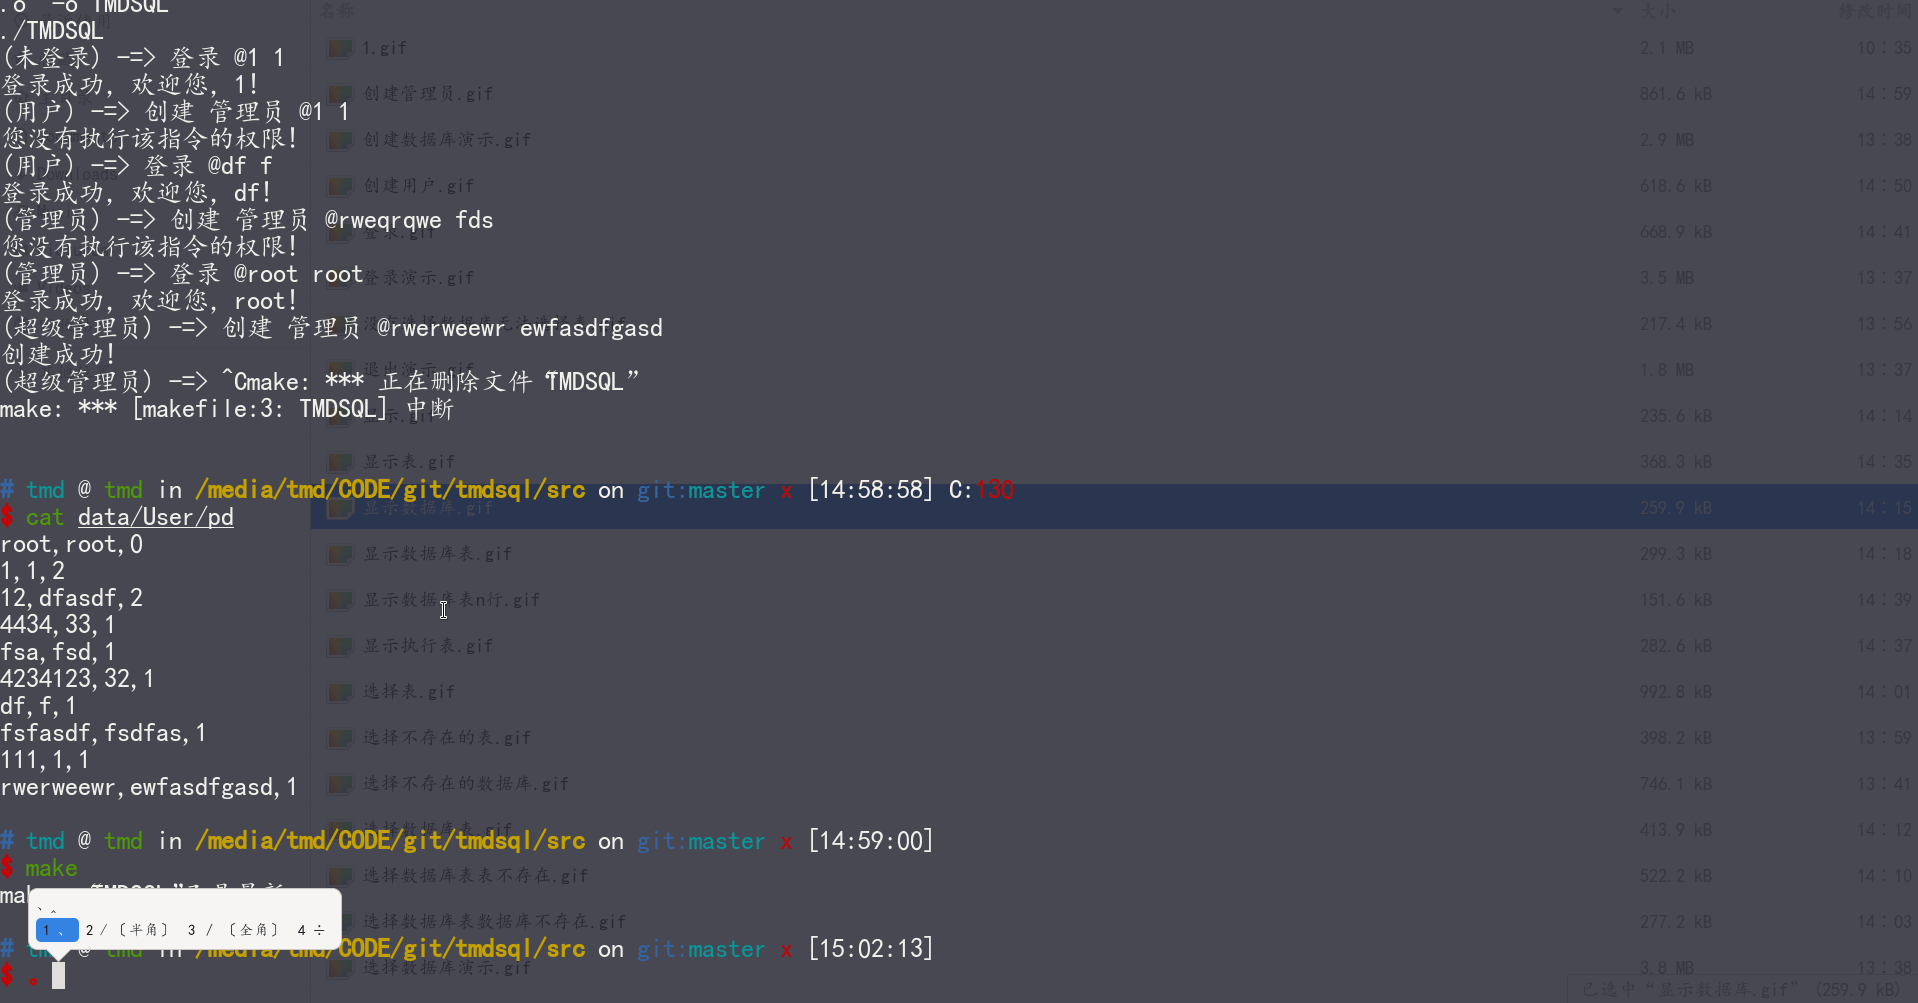 .o -o TMDSQL
./TMDSQL
(未登录) -=> 登录 @1 1
登录成功, 欢迎您, 1!
(用户) -=> 创建 管理员 @1 1
您没有执行该指令的权限!
(用户) -=> 登录 @df f
登录成功, 欢迎您, df!
(管理员) -=> 创建 管理员 @rweqrqwe fds
您没有执行该指令的权限!
(管理员) -=> 登录 @root root
登录成功, 欢迎您, root!
(超级管理员) -=> 创建 管理员 @rwerweewr ewfasdfgasd
创建成功!
(超级管理员) -=> ^Cmake: *** 正在删除文件“TMDSQL”
make: *** [makefile:3: TMDSQL] 中断
# tmd @ tmd in /media/tmd/CODE/git/tmdsql/src on git:master x [14:58:58] C:130
$ cat data/User/pd
root,root,0
1,1,2
12,dfasdf,2
4434,33,1
fsa,fsd,1
4234123,32,1
df,f,1
fsfasdf,fsdfas,1
111,1,1
rwerweewr,ewfasdfgasd,1
# tmd @ tmd in /media/tmd/CODE/git/tmdsql/src on git:master x [14:59:00]
$ make
、
1 、 2 /〔半角〕 3 ／〔全角〕 4 ÷
# tmd @ tmd in /media/tmd/CODE/git/tmdsql/src on git:master x [15:02:13]
$ 。
名称 大小 修改时间
1.gif 2.1 MB 10:35
创建管理员.gif 861.6 kB 14:59
创建数据库演示.gif 2.9 MB 13:38
创建用户.gif 618.6 kB 14:50
登录.gif 668.9 kB 14:41
登录演示.gif 3.5 MB 13:37
217.4 kB 13:56
退出演示.gif 1.8 MB 13:37
显示.gif 235.6 kB 14:14
显示表.gif 368.3 kB 14:35
显示数据库.gif 259.9 kB 14:15
显示数据库表.gif 299.3 kB 14:18
显示数据库表n行.gif 151.6 kB 14:39
显示执行表.gif 282.6 kB 14:37
选择表.gif 992.8 kB 14:01
选择不存在的表.gif 398.2 kB 13:59
选择不存在的数据库.gif 746.1 kB 13:41
选择数据库表.gif 413.9 kB 14:12
选择数据库表表不存在.gif 522.2 kB 14:10
选择数据库表数据库不存在.gif 277.2 kB 14:03
选择数据库演示.gif 3.8 MB 13:38
已选中“显示数据库.gif” (259.9 kB)